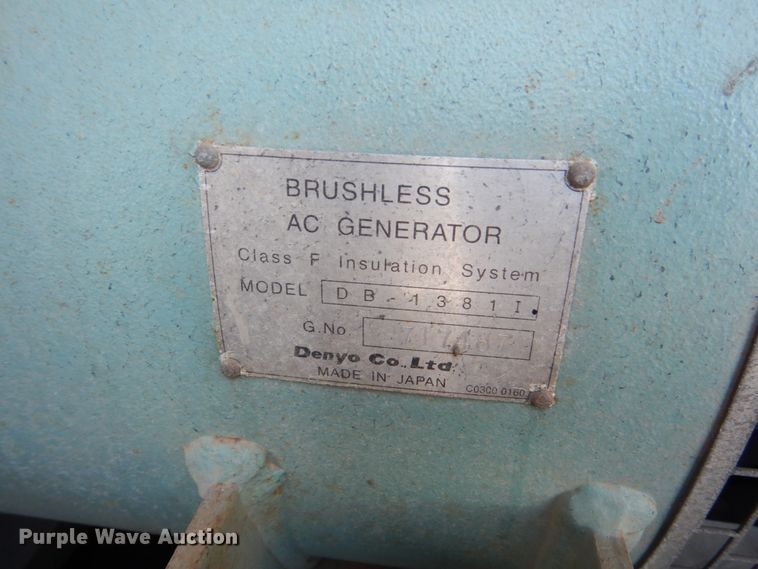 BRUSHLESS
AC GENERATOR
Class F Insulation System
MODEL DB-1381I
G.No.
Denyo Co.,Ltd
MADE IN JAPAN C0300 0160
Purple Wave Auction